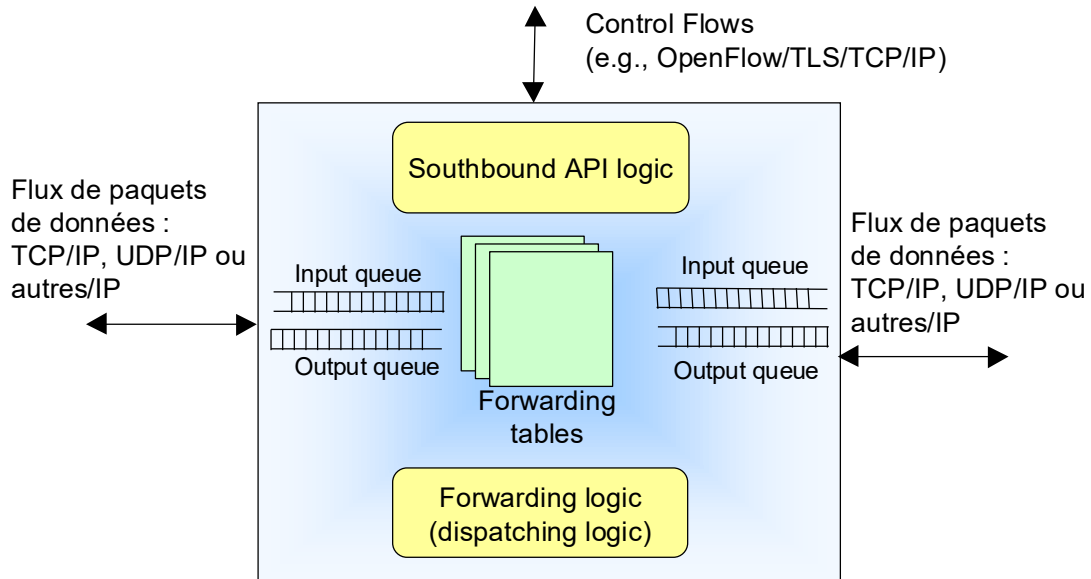 Control Flows
(e.g., OpenFlow/TLS/TCP/IP)
Southbound API logic
Flux de paquets
de données :
TCP/IP, UDP/IP ou
autres/IP
Input queue
Output queue
Forwarding
tables
Input queue
Output queue
Flux de paquets
de données :
TCP/IP, UDP/IP ou
autres/IP
Forwarding logic
(dispatching logic)